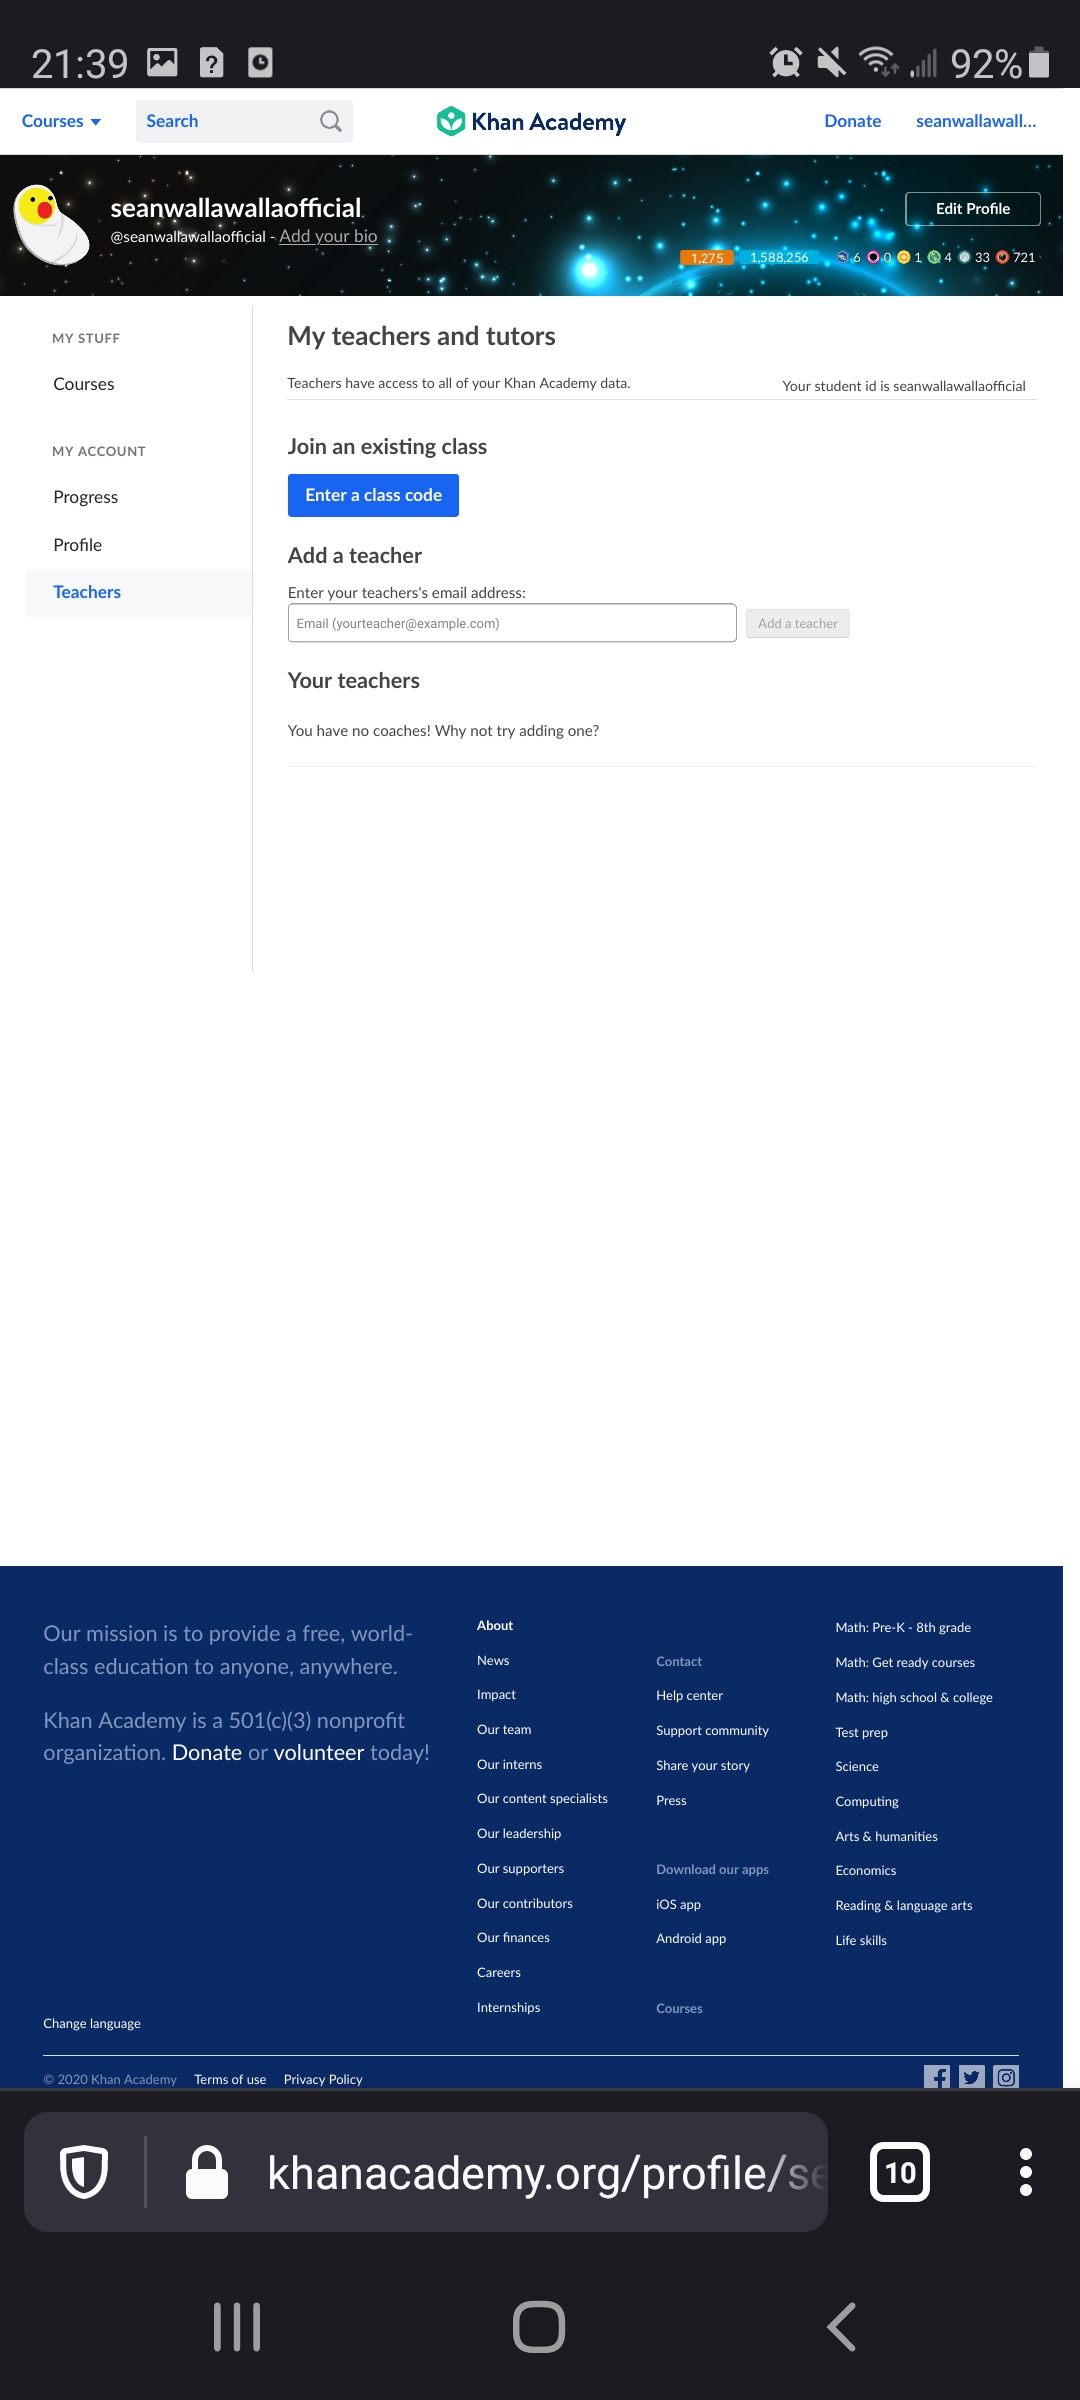 21:39
92%
Courses
Search
Khan Academy
Donate
seanwallawall...
seanwallawallaofficial
@seanwallawallaofficial - Add your bio
Edit Profile
1,275
1,588,256
6
0
1
4
33
721
MY STUFF
Courses
MY ACCOUNT
Progress
Profile
Teachers
My teachers and tutors
Teachers have access to all of your Khan Academy data.
Your student id is seanwallawallaofficial
Join an existing class
Enter a class code
Add a teacher
Enter your teachers's email address:
Email (yourteacher@example.com)
Add a teacher
Your teachers
You have no coaches! Why not try adding one?
Our mission is to provide a free, world-
class education to anyone, anywhere.
Khan Academy is a 501(c)(3) nonprofit
organization. Donate or volunteer today!
Change language
About
News
Impact
Our team
Our interns
Our content specialists
Our leadership
Our supporters
Our contributors
Our finances
Careers
Internships
Contact
Help center
Support community
Share your story
Press
Download our apps
iOS app
Android app
Courses
Math: Pre-K - 8th grade
Math: Get ready courses
Math: high school & college
Test prep
Science
Computing
Arts & humanities
Economics
Reading & language arts
Life skills
© 2020 Khan Academy
Terms of use
Privacy Policy
khanacademy.org/profile/se
10